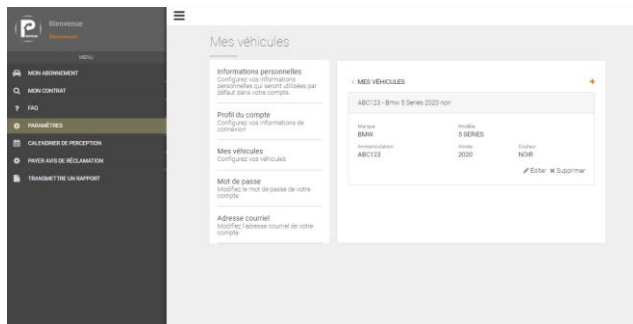 Bienvenue
MENU
MON ABONNEMENT
MON CONTRAT
FAQ
PARAMÈTRES
CALENDRIER DE PERCEPTION
PAYER AVIS DE RÉCLAMATION
TRANSMETTRE UN RAPPORT
Mes véhicules
Informations personnelles
Configurez vos informations
personnelles qui seront utilisées par
défaut dans votre compte.
Profil du compte
Configurez vos informations de
connexion
Mes véhicules
Configurez vos véhicules
Mot de passe
Modifiez le mot de passe de votre
compte
Adresse courriel
Modifiez l'adresse courriel de votre
compte
MES VÉHICULES
ABC123 - Bmw 5 Series 2020 noir
Marque
BMW
Modèle
5 SERIES
Immatriculation
ABC123
Année
2020
Couleur
NOIR
Éditer
Supprimer